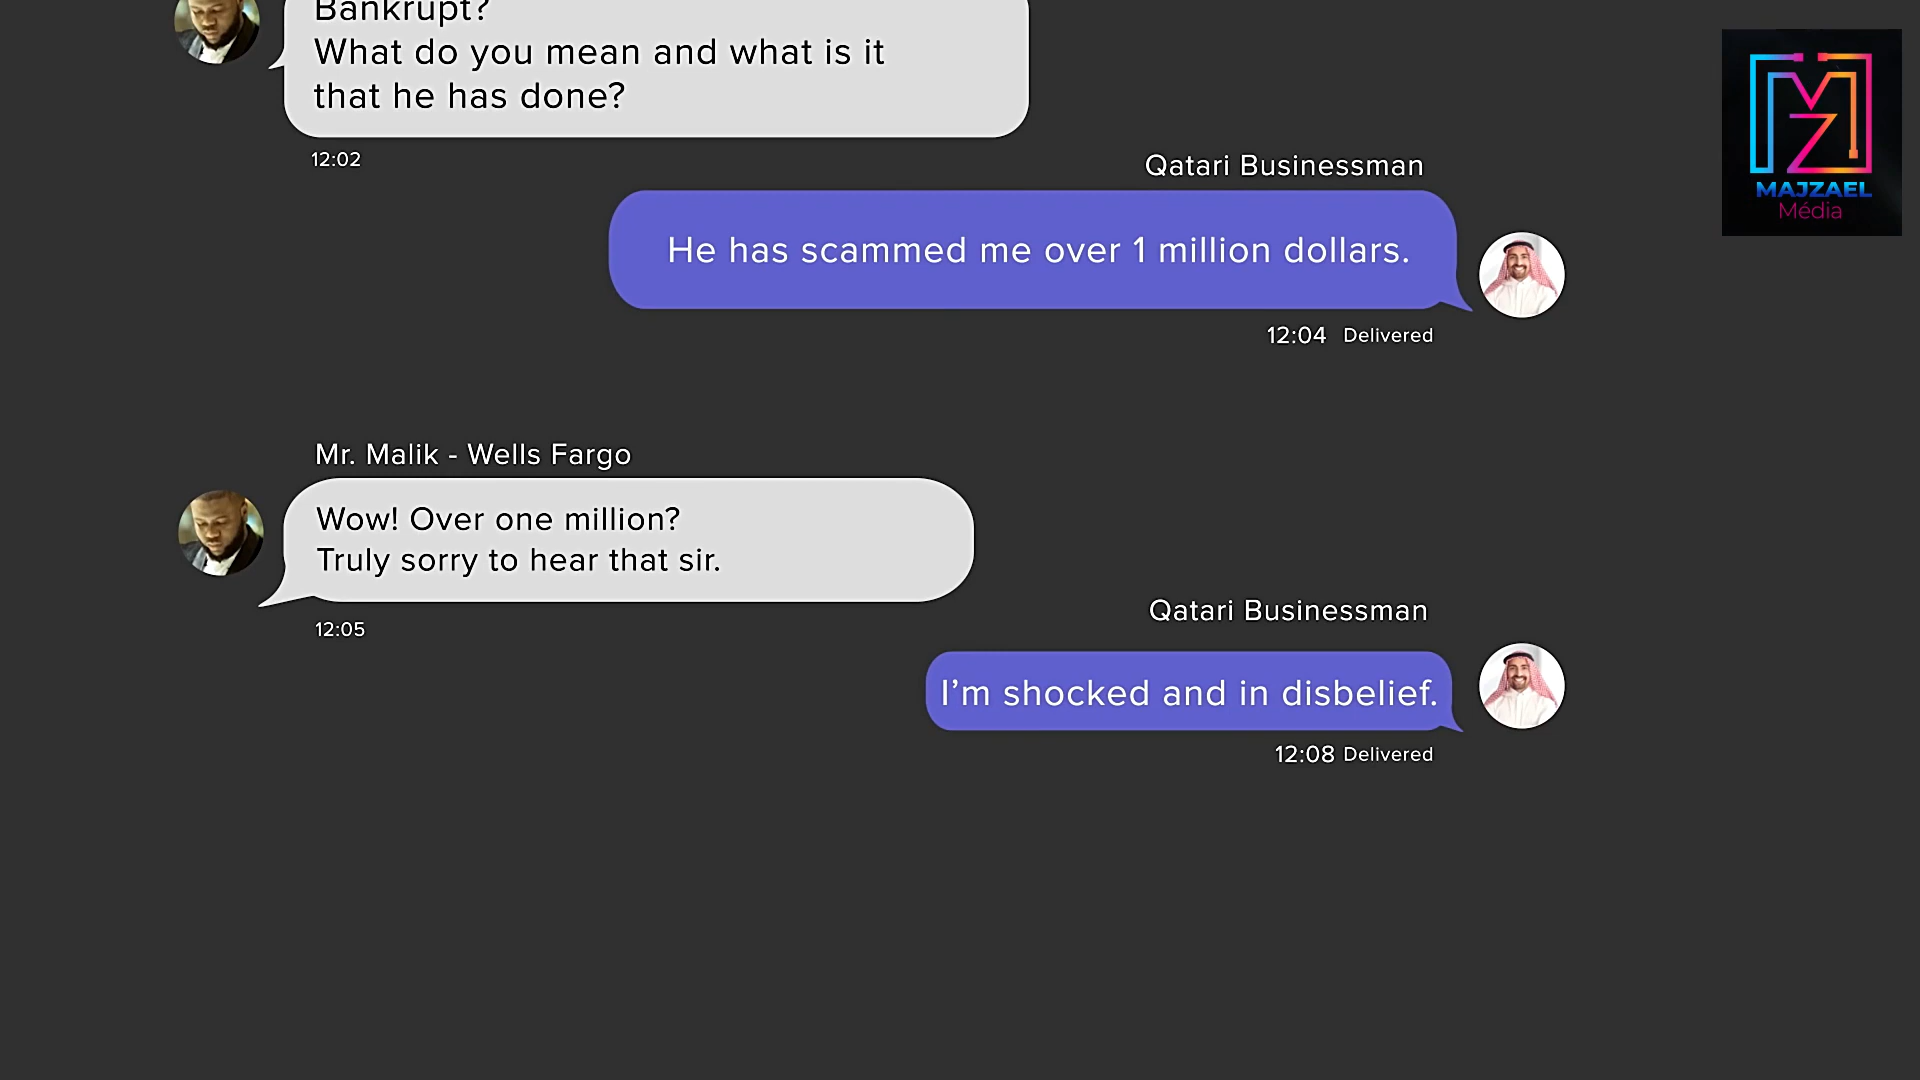 Bankrupt?
What do you mean and what is it
that he has done?
12:02
Qatari Businessman
He has scammed me over 1 million dollars.
12:04 Delivered
Mr. Malik - Wells Fargo
Wow! Over one million?
Truly sorry to hear that sir.
12:05
Qatari Businessman
I’m shocked and in disbelief.
12:08 Delivered
MZ
MAJZAEL
Média